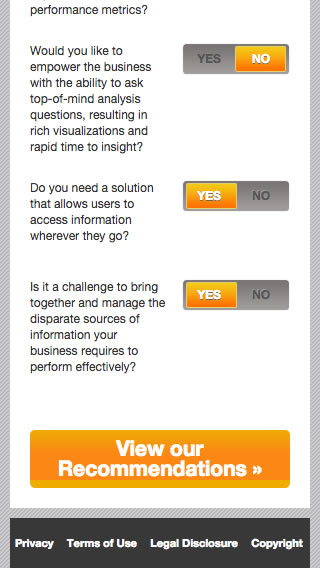 performance metrics?
Would you like to
empower the business
with the ability to ask
top-of-mind analysis
questions, resulting in
rich visualizations and
rapid time to insight?
YES NO
Do you need a solution
that allows users to
access information
wherever they go?
YES NO
Is it a challenge to bring
together and manage the
disparate sources of
information your
business requires to
perform effectively?
YES NO
View our
Recommendations »
Privacy Terms of Use Legal Disclosure Copyright